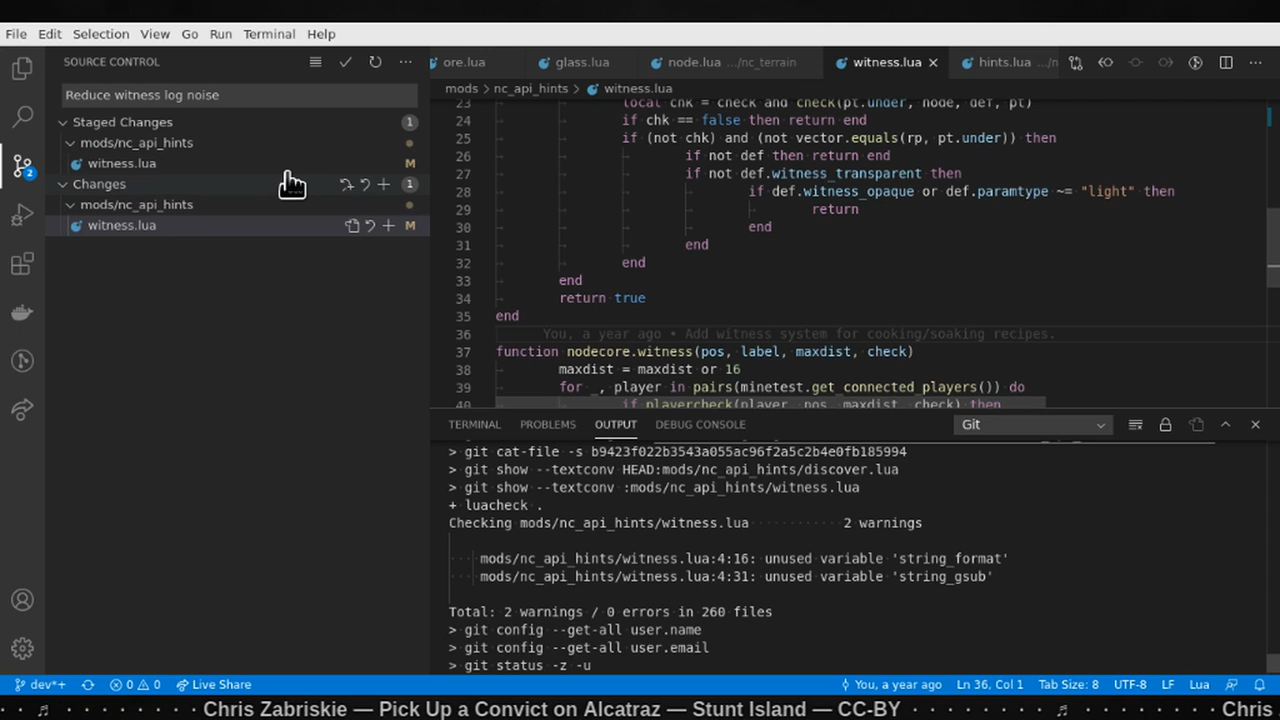 File Edit Selection View Go Run Terminal Help
SOURCE CONTROL
Reduce witness log noise
Staged Changes 1
mods/nc_api_hints
witness.lua M
Changes 1
mods/nc_api_hints
witness.lua M
2
ore.lua glass.lua node.lua .../nc_terrain witness.lua hints.lua .../n
mods > nc_api_hints > witness.lua
23 local chk = check and check(pt.under, node, def, pt)
24 if chk == false then return end
25 if (not chk) and (not vector.equals(rp, pt.under)) then
26 if not def then return end
27 if not def.witness_transparent then
28 if def.witness_opaque or def.paramtype ~= "light" then
29 return
30 end
31 end
32 end
33 end
34 return true
35 end
36 You, a year ago • Add witness system for cooking/soaking recipes.
37 function nodecore.witness(pos, label, maxdist, check)
38 maxdist = maxdist or 16
39 for _, player in pairs(minetest.get_connected_players()) do
40 if playercheck(player, pos, maxdist, check) then
TERMINAL PROBLEMS OUTPUT DEBUG CONSOLE Git
> git cat-file -s b9423f022b3543a055ac96f2a5c2b4e0fb185994
> git show --textconv HEAD:mods/nc_api_hints/discover.lua
> git show --textconv :mods/nc_api_hints/witness.lua
+ luacheck .
Checking mods/nc_api_hints/witness.lua 2 warnings
mods/nc_api_hints/witness.lua:4:16: unused variable 'string_format'
mods/nc_api_hints/witness.lua:4:31: unused variable 'string_gsub'
Total: 2 warnings / 0 errors in 260 files
> git config --get-all user.name
> git config --get-all user.email
> git status -z -u
dev*+ 0 0 Live Share You, a year ago Ln 36, Col 1 Tab Size: 8 UTF-8 LF Lua
Chris Zabriskie — Pick Up a Convict on Alcatraz — Stunt Island — CC-BY Chris